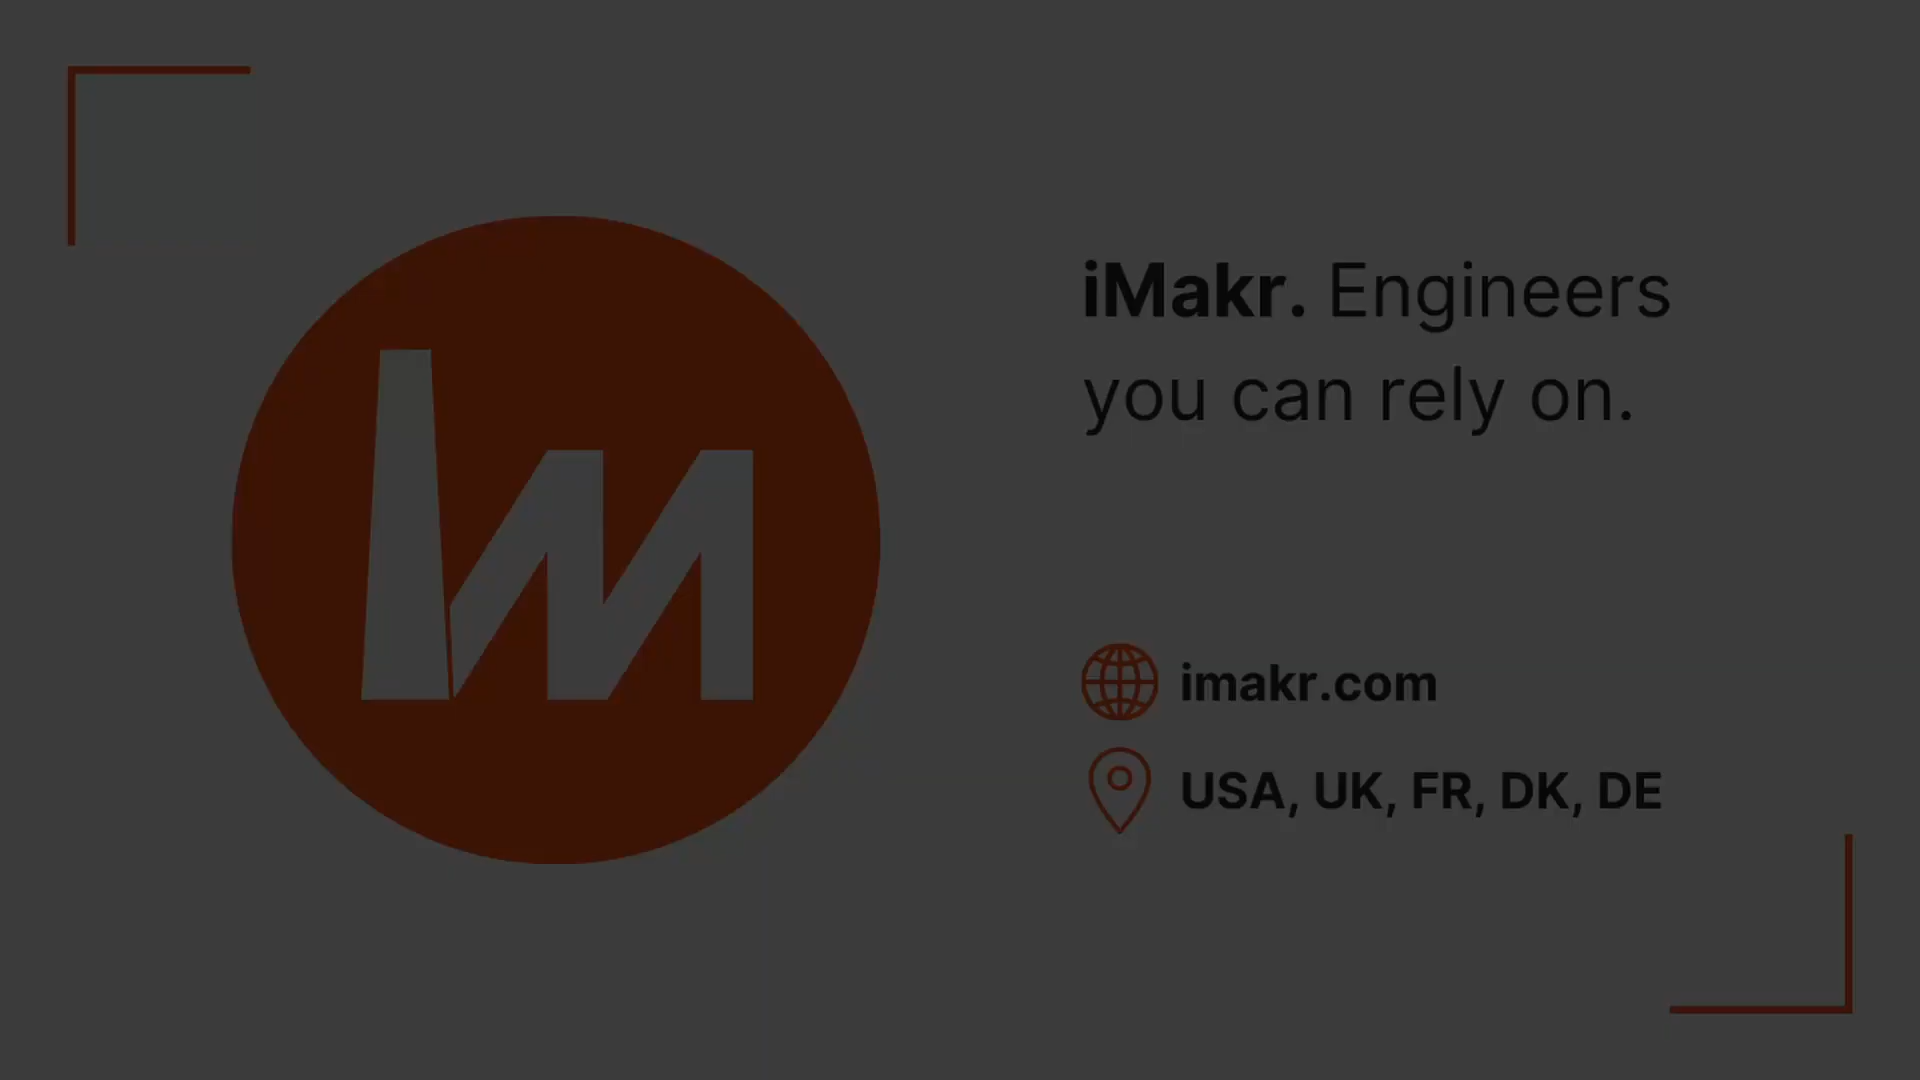 iMakr. Engineers
you can rely on.
imakr.com
USA, UK, FR, DK, DE